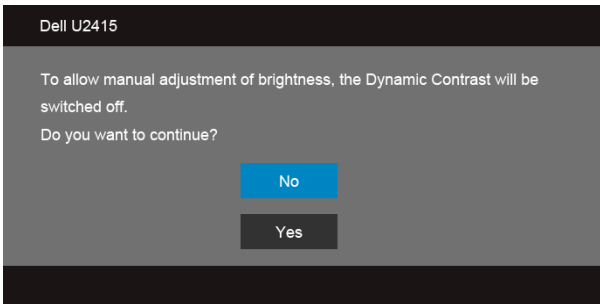 Dell U2415
To allow manual adjustment of brightness, the Dynamic Contrast will be
switched off.
Do you want to continue?
No
Yes